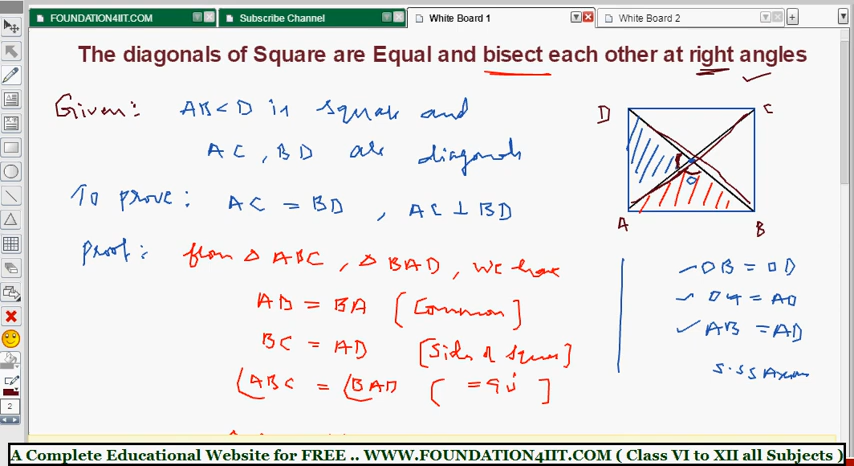 FOUNDATION4IIT.COM
Subscribe Channel
White Board 1
White Board 2
The diagonals of Square are Equal and bisect each other at right angles
Given: ABCD is square and
AC, BD are diagonals
To prove: AC = BD , AC ⊥ BD
Proof: from △ ABC, △ BAD, we have
AB = BA [Common]
BC = AD [Sides of square]
∠ABC = ∠BAD [ = 90° ]
D
C
O
A
B
OB = OD
OA = AO
AB = AD
S.SS Axiom
2
A Complete Educational Website for FREE .. WWW.FOUNDATION4IIT.COM ( Class VI to XII all Subjects )